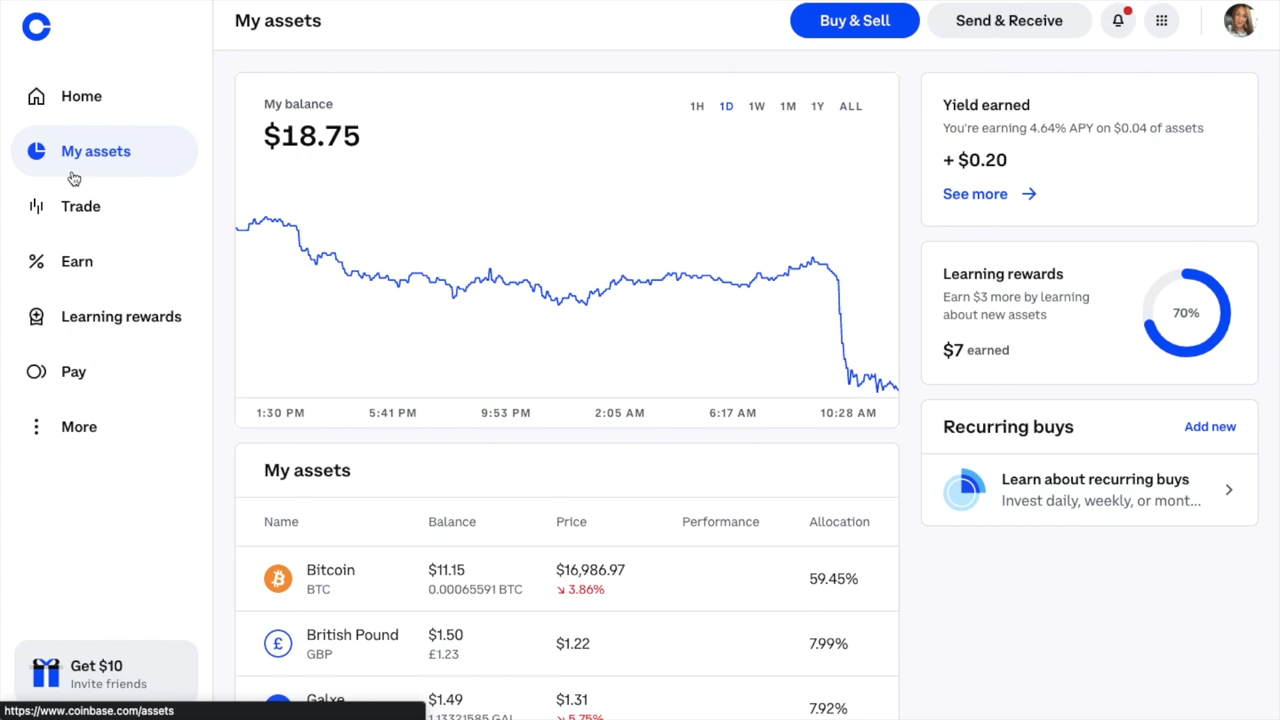 My assets
Buy & Sell
Send & Receive
Home
My assets
Trade
Earn
Learning rewards
Pay
More
Get $10
Invite friends
https://www.coinbase.com/assets
My balance
$18.75
1H 1D 1W 1M 1Y ALL
1:30 PM 5:41 PM 9:53 PM 2:05 AM 6:17 AM 10:28 AM
My assets
Name Balance Price Performance Allocation
Bitcoin $11.15 $16,986.97 59.45%
BTC 0.00065591 BTC ↘ 3.86%
British Pound $1.50 $1.22 7.99%
GBP £1.23
Galxe $1.49 $1.31 7.92%
1.13321585 GAL ↘ 5.75%
Yield earned
You're earning 4.64% APY on $0.04 of assets
+ $0.20
See more
Learning rewards
Earn $3 more by learning
about new assets
$7 earned
70%
Recurring buys Add new
Learn about recurring buys
Invest daily, weekly, or mont...